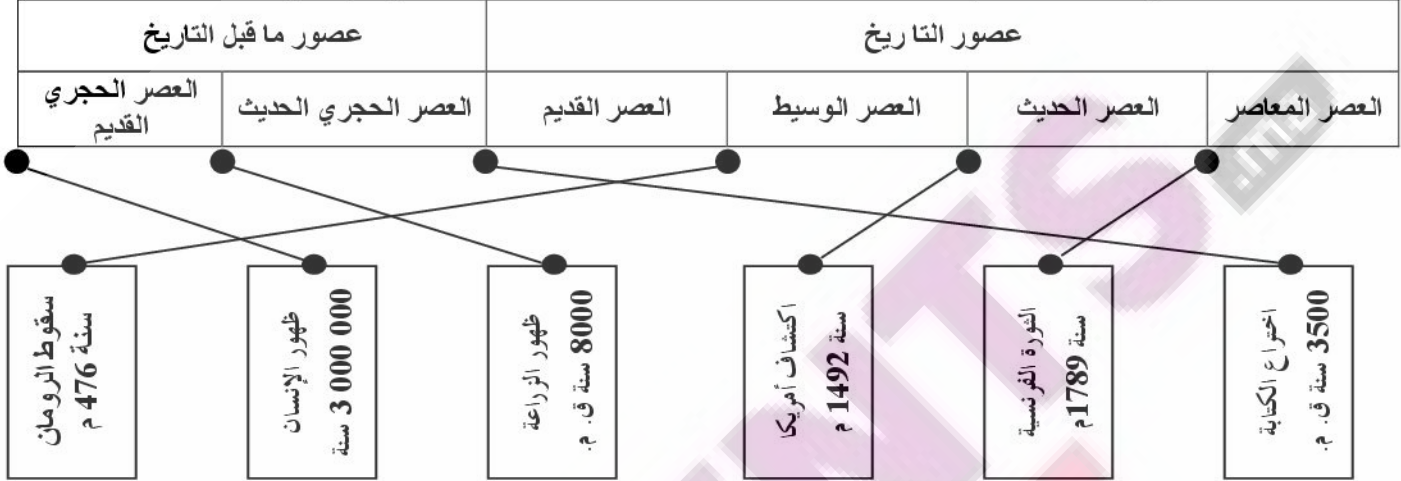 عصور التا ريخ
عصور ما قبل التاريخ
العصر المعاصر
العصر الحديث
العصر الوسيط
العصر القديم
العصر الحجري الحديث
العصر الحجري
القديم
اختراع الكتابة
3500 سنة ق. م.
الثورة الفرنسية
سنة 1789م
اكتشاف أمريكا
سنة 1492 م
ظهور الزراعة
8000 سنة ق. م.
ظهور الإنسان
3 000 000 سنة
سقوط الرومان
سنة 476 م